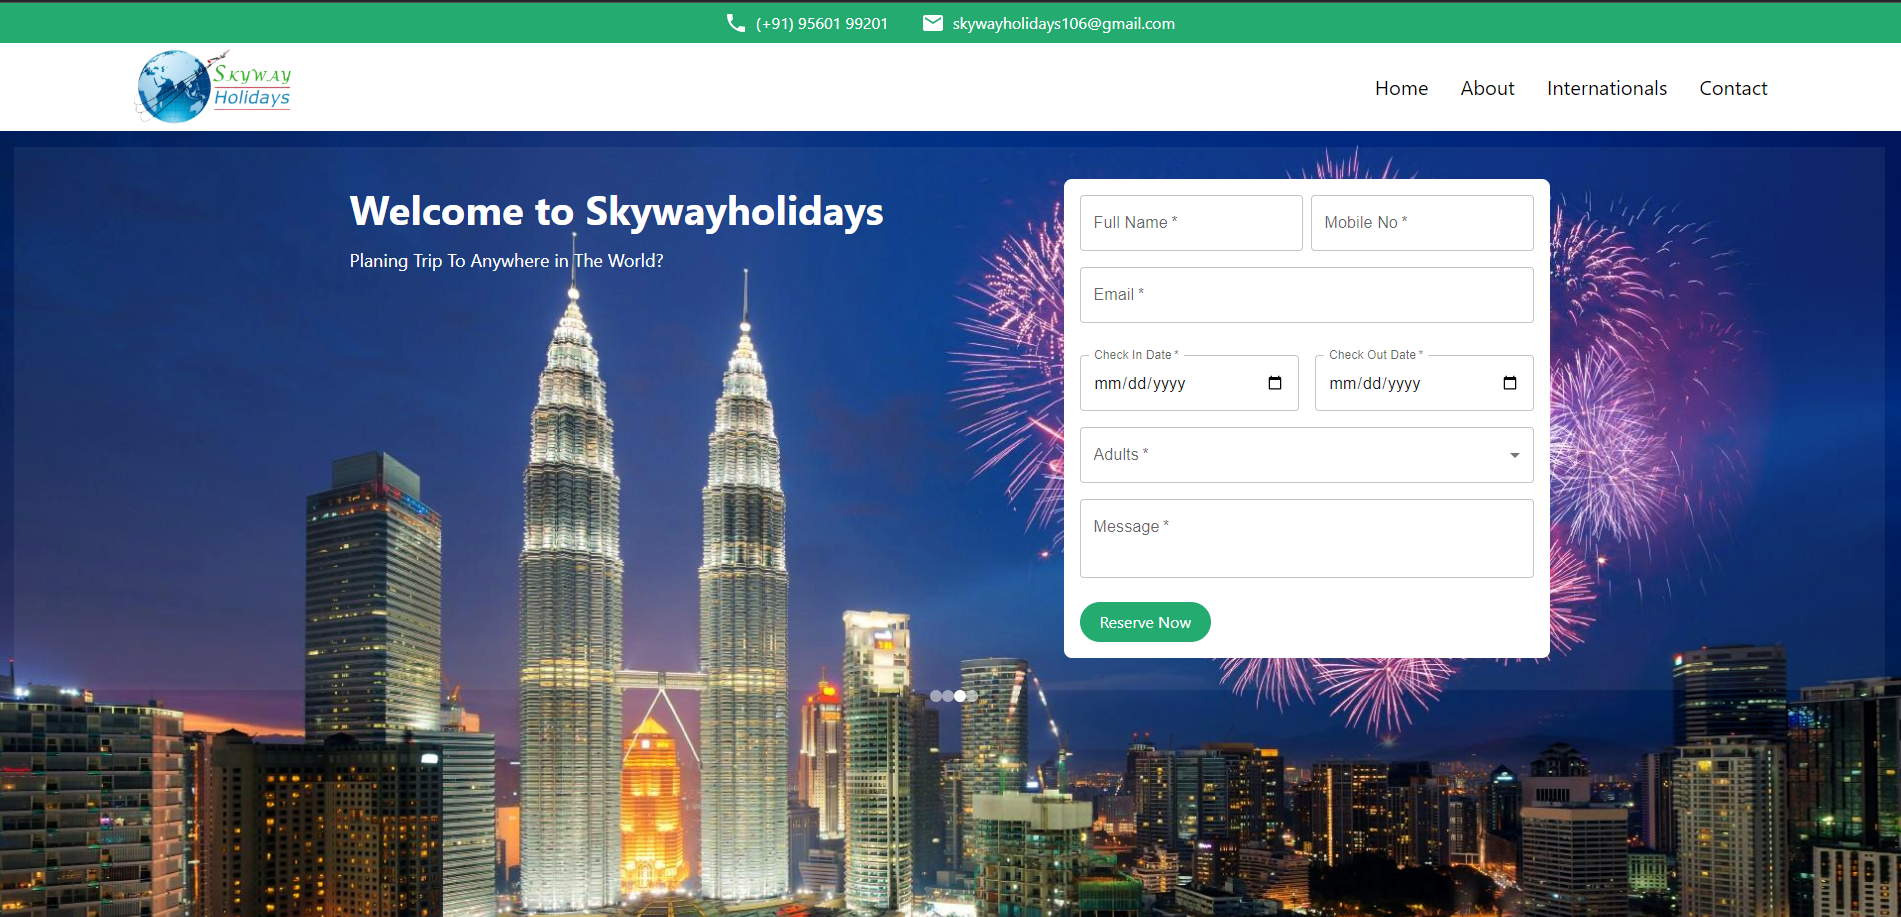 (+91) 95601 99201 skywayholidays106@gmail.com
Skyway
Holidays
Home About Internationals Contact
Welcome to Skywayholidays
Planing Trip To Anywhere in The World?
Full Name * Mobile No *
Email *
Check In Date * Check Out Date *
mm/dd/yyyy mm/dd/yyyy
Adults *
Message *
Reserve Now